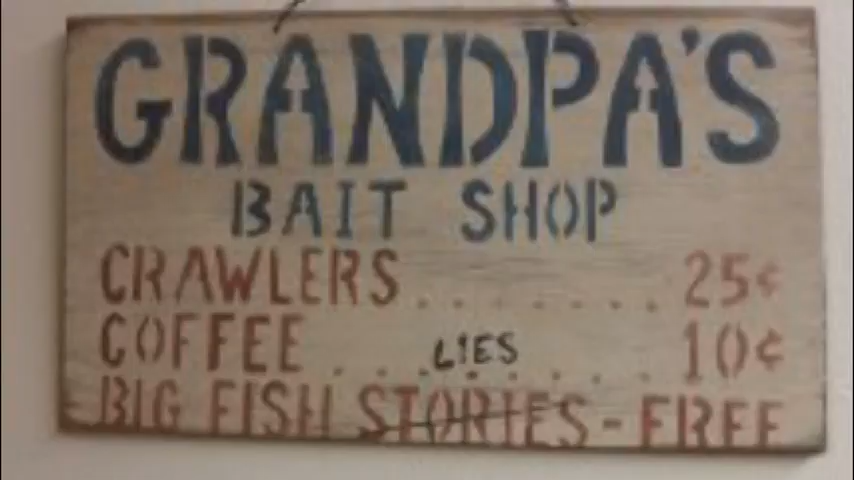 GRANDPA'S
BAIT SHOP
CRAWLERS ....... 25¢
COFFEE ......... 10¢
LIES
BIG FISH STORIES - FREE